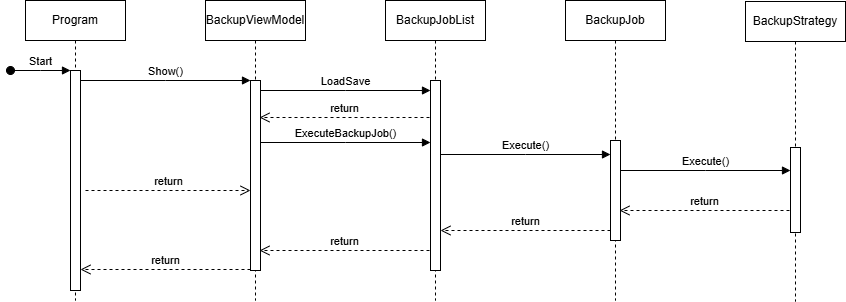 Program
BackupViewModel
BackupJobList
BackupJob
BackupStrategy
Start
Show()
LoadSave
return
ExecuteBackupJob()
Execute()
Execute()
return
return
return
return
return